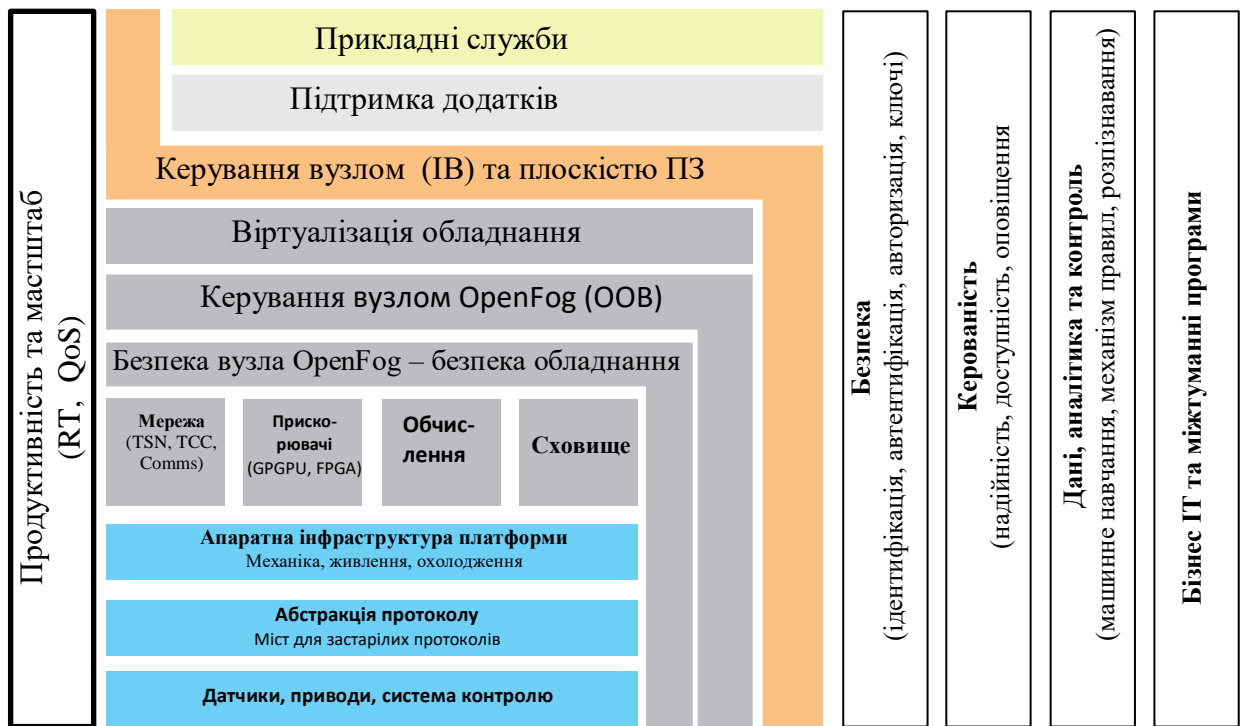 Продуктивність та мастштаб
(RT, QoS)
Прикладні служби
Підтримка додатків
Керування вузлом (ІВ) та плоскістю ПЗ
Віртуалізація обладнання
Керування вузлом OpenFog (OOB)
Безпека вузла OpenFog – безпека обладнання
Мережа
(TSN, TCC,
Comms)
Приско-
рювачі
(GPGPU, FPGA)
Обчис-
лення
Сховище
Апаратна інфраструктура платформи
Механіка, живлення, охолодження
Абстракція протоколу
Міст для застарілих протоколів
Датчики, приводи, система контролю
Безпека
(ідентифікація, автентифікація, авторизація, ключі)
Керованість
(надійність, доступність, оповіщення
Дані, аналітика та контроль
(машинне навчання, механізм правил, розпізнавання)
Бізнес ІТ та міжтуманні програми